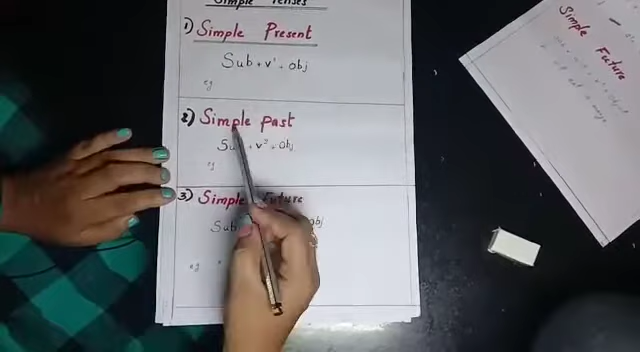 Simple Tenses
1) Simple Present
Sub + v¹ + obj
eg
2) Simple Past
Sub + v² + obj
eg
3) Simple Future
Sub obj
eg
Simple Future